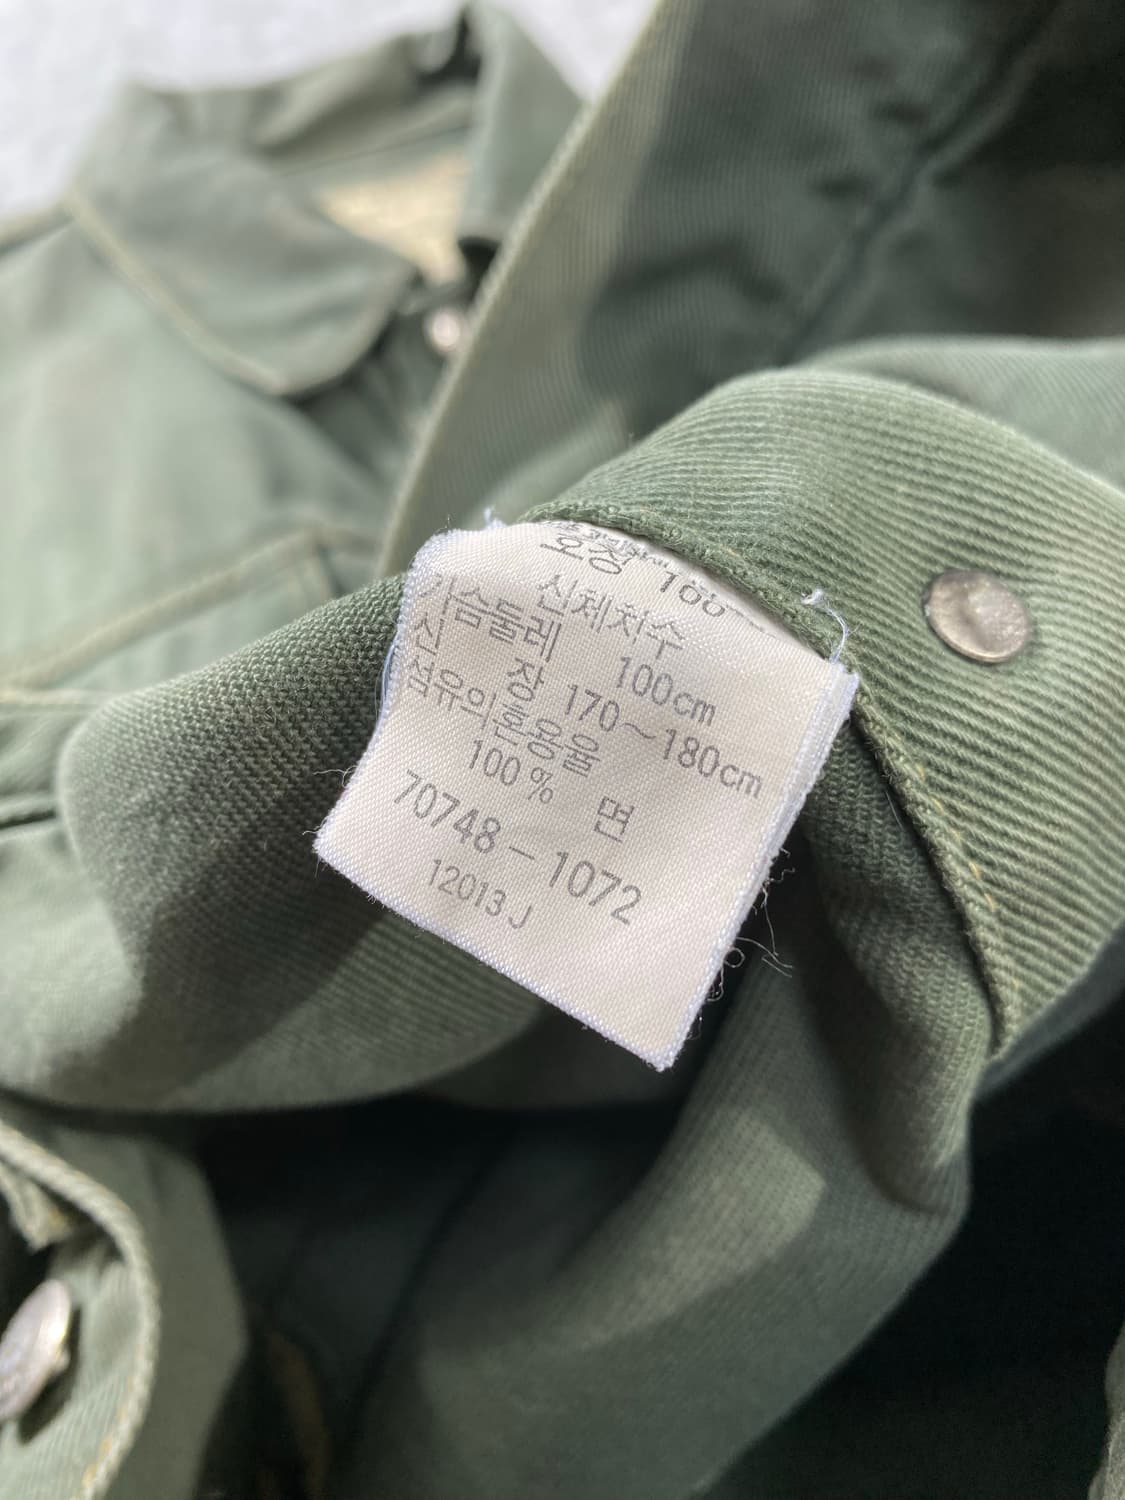 호칭 100
신체치수
가슴둘레 100cm
신 장 170～180cm
섬유의혼용율
100% 면
70748-1072
12013J